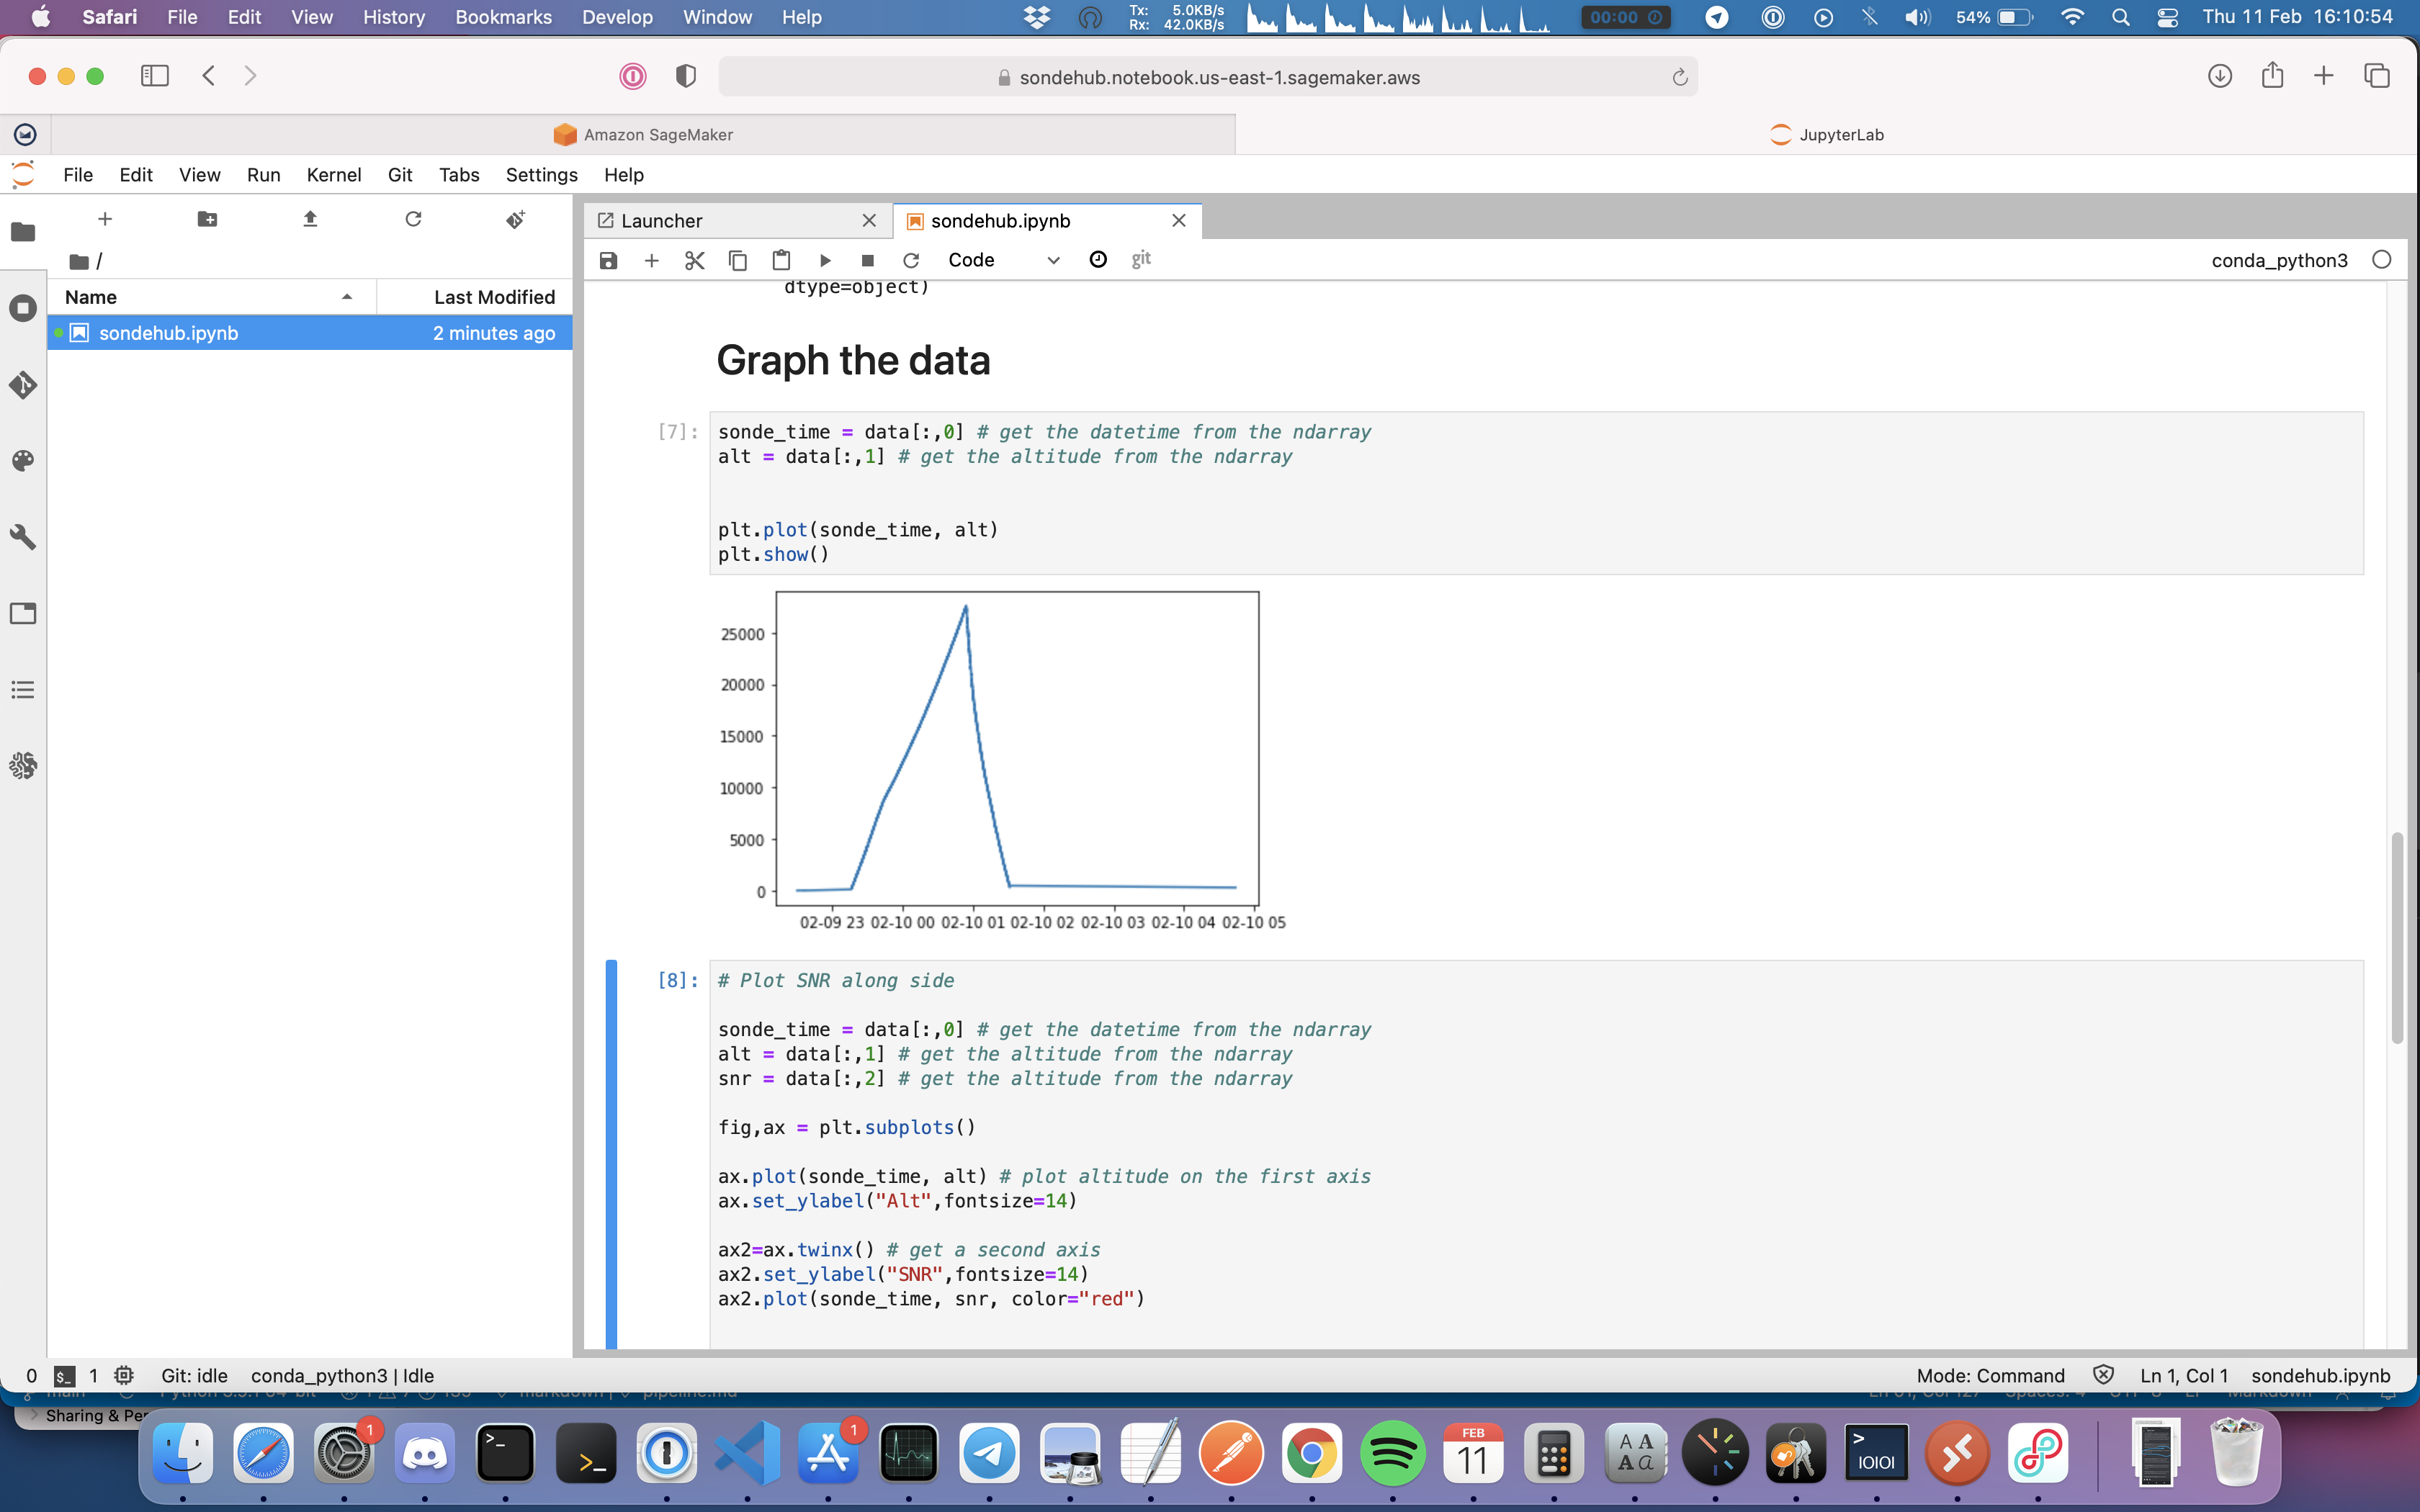 Safari File Edit View History Bookmarks Develop Window Help
Tx: 5.0KB/s
Rx: 42.0KB/s
00:00
54%
Thu 11 Feb 16:10:54
sondehub.notebook.us-east-1.sagemaker.aws
Amazon SageMaker
JupyterLab
File Edit View Run Kernel Git Tabs Settings Help
Launcher
sondehub.ipynb
/
Code
git
conda_python3
Name
Last Modified
sondehub.ipynb
2 minutes ago
dtype=object)
Graph the data
[7]:
sonde_time = data[:,0] # get the datetime from the ndarray
alt = data[:,1] # get the altitude from the ndarray
plt.plot(sonde_time, alt)
plt.show()
25000
20000
15000
10000
5000
0
02-09 23 02-10 00 02-10 01 02-10 02 02-10 03 02-10 04 02-10 05
[8]:
# Plot SNR along side
sonde_time = data[:,0] # get the datetime from the ndarray
alt = data[:,1] # get the altitude from the ndarray
snr = data[:,2] # get the altitude from the ndarray
fig,ax = plt.subplots()
ax.plot(sonde_time, alt) # plot altitude on the first axis
ax.set_ylabel("Alt",fontsize=14)
ax2=ax.twinx() # get a second axis
ax2.set_ylabel("SNR",fontsize=14)
ax2.plot(sonde_time, snr, color="red")
0 $_ 1 Git: idle conda_python3 | Idle
Mode: Command Ln 1, Col 1 sondehub.ipynb
Sharing &
1
1
FEB
11
IOIOI